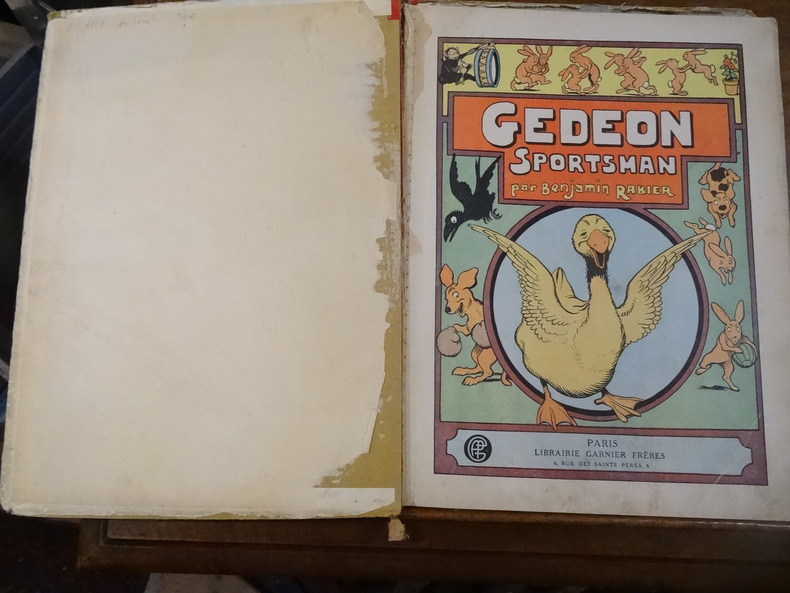 GEDEON
SPORTSMAN
par Benjamin RABIER
PARIS
LIBRAIRIE GARNIER FRÈRES
6, RUE DES SAINTS PÈRES, 6